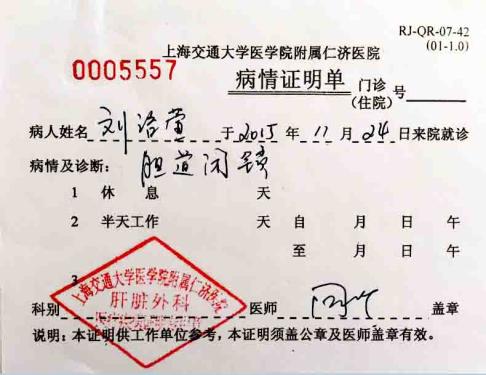 RJ-QR-07-42
(01-1.0)
上海交通大学医学院附属仁济医院
0005557
病情证明单 门诊(住院)号
病人姓名 刘洛萱 于 2015 年 11 月 24 日来院就诊
病情及诊断: 胆道闭锁
1 休 息 天
2 半天工作 天 自 月 日 午
至 月 日 午
3
上海交通大学医学院附属仁济医院
肝脏外科
科别 医师 盖章
说明:本证明供工作单位参考,本证明须盖公章及医师盖章有效。